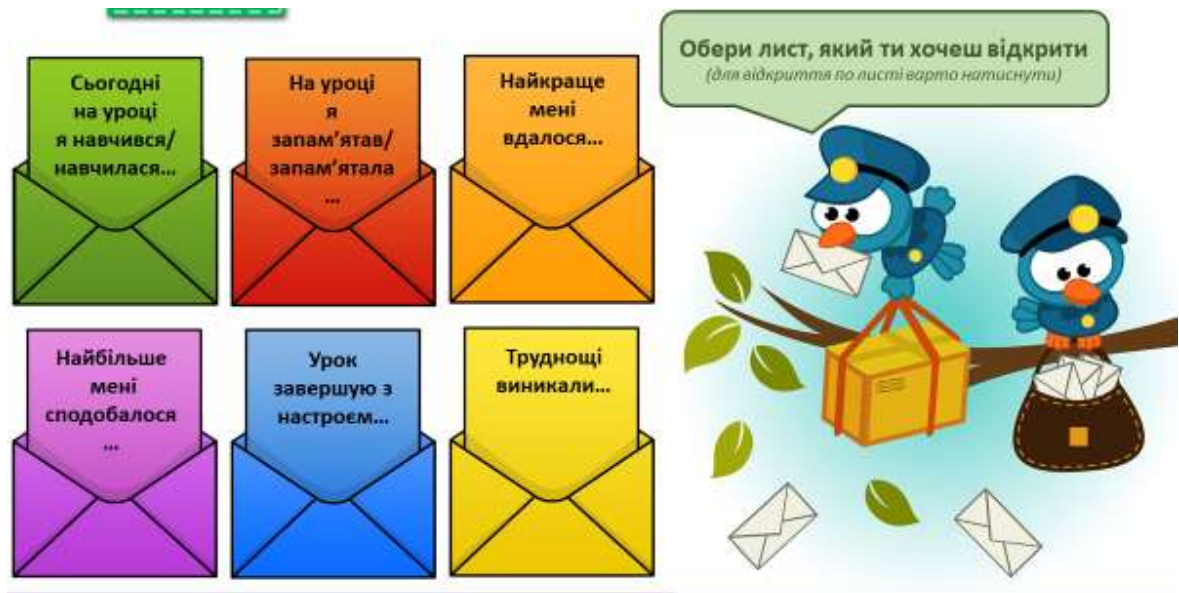 Сьогодні
на уроці
я навчився/
навчилася...
На уроці
я
запам’ятав/
запам’ятала
...
Найкраще
мені
вдалося...
Обери лист, який ти хочеш відкрити
(для відкриття по листі варто натиснути)
Найбільше
мені
сподобалося
...
Урок
завершую з
настроєм...
Труднощі
виникали...